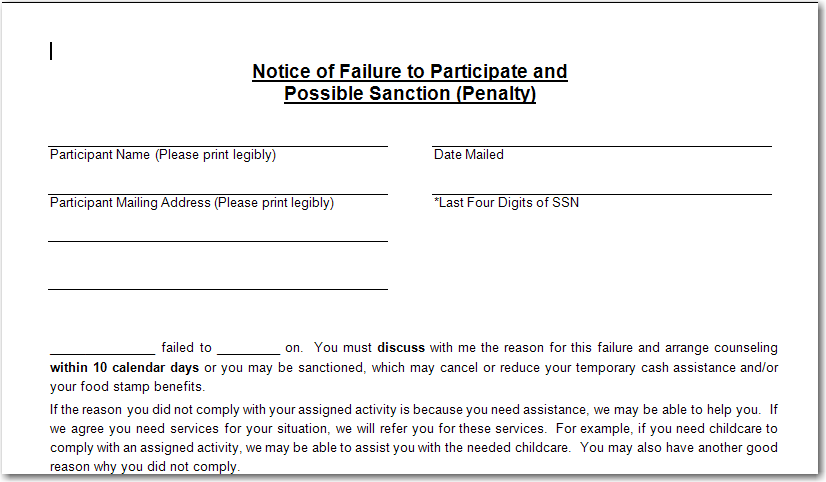 Notice of Failure to Participate and
Possible Sanction (Penalty)
Participant Name (Please print legibly)
Date Mailed
Participant Mailing Address (Please print legibly)
*Last Four Digits of SSN
______________ failed to ________ on.  You must discuss with me the reason for this failure and arrange counseling
within 10 calendar days or you may be sanctioned, which may cancel or reduce your temporary cash assistance and/or
your food stamp benefits.
If the reason you did not comply with your assigned activity is because you need assistance, we may be able to help you.  If
we agree you need services for your situation, we will refer you for these services.  For example, if you need childcare to
comply with an assigned activity, we may be able to assist you with the needed childcare.  You may also have another good
reason why you did not comply.